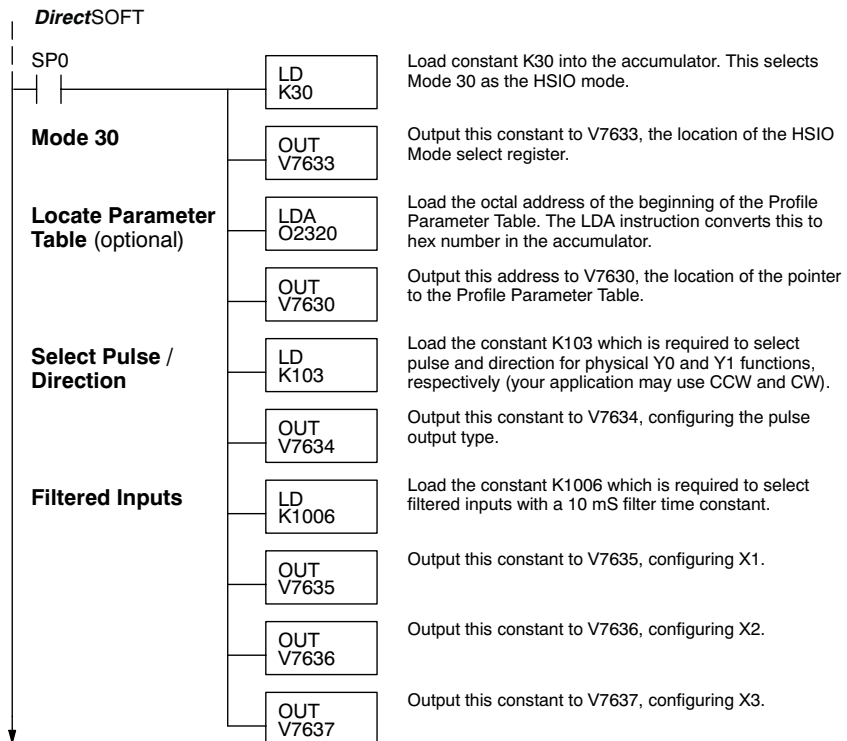 DirectSOFT
SP0
LD
K30
Load constant K30 into the accumulator. This selects
Mode 30 as the HSIO mode.
Mode 30
OUT
V7633
Output this constant to V7633, the location of the HSIO
Mode select register.
Locate Parameter
Table (optional)
LDA
O2320
Load the octal address of the beginning of the Profile
Parameter Table. The LDA instruction converts this to
hex number in the accumulator.
OUT
V7630
Output this address to V7630, the location of the pointer
to the Profile Parameter Table.
Select Pulse /
Direction
LD
K103
Load the constant K103 which is required to select
pulse and direction for physical Y0 and Y1 functions,
respectively (your application may use CCW and CW).
OUT
V7634
Output this constant to V7634, configuring the pulse
output type.
Filtered Inputs
LD
K1006
Load the constant K1006 which is required to select
filtered inputs with a 10 mS filter time constant.
OUT
V7635
Output this constant to V7635, configuring X1.
OUT
V7636
Output this constant to V7636, configuring X2.
OUT
V7637
Output this constant to V7637, configuring X3.